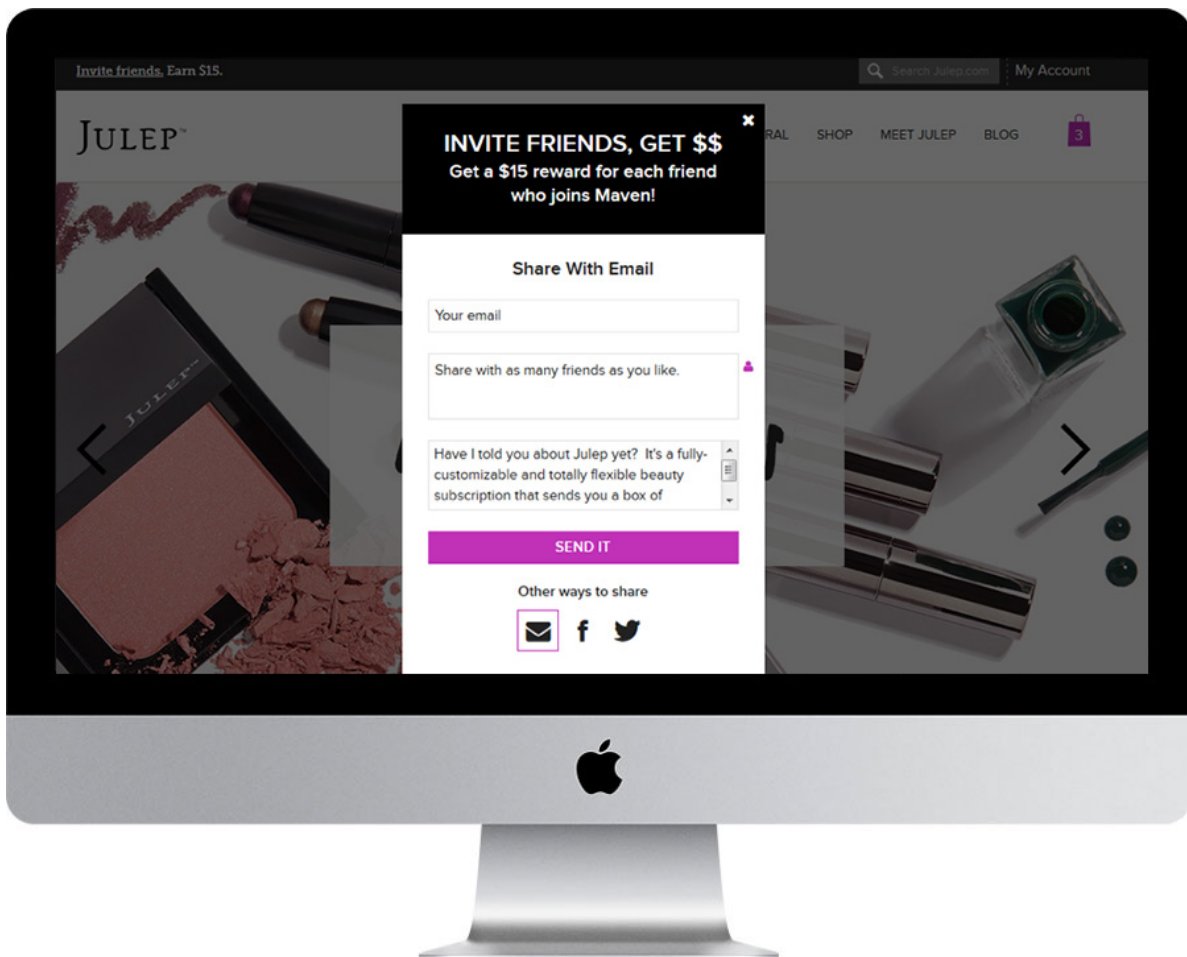 Invite friends, Earn $15.
Search Julep.com
My Account
JULEP™
RAL SHOP MEET JULEP BLOG
3
INVITE FRIENDS, GET $$
Get a $15 reward for each friend
who joins Maven!
Share With Email
Your email
Share with as many friends as you like.
Have I told you about Julep yet? It's a fully-
customizable and totally flexible beauty
subscription that sends you a box of
SEND IT
Other ways to share
JULEP™